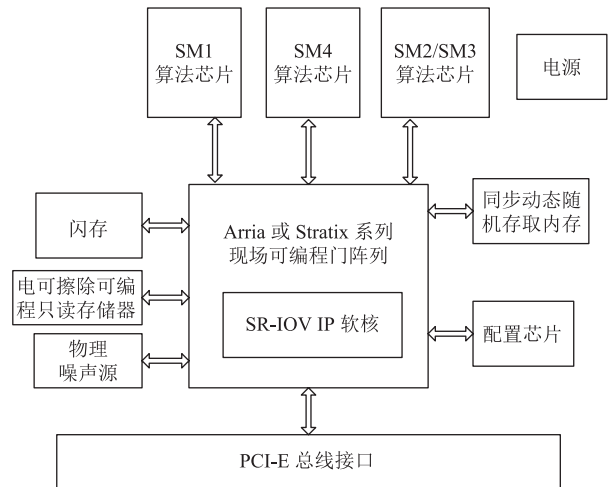 SM1
算法芯片
SM4
算法芯片
SM2/SM3
算法芯片
电源
闪存
电可擦除可编
程只读存储器
物理
噪声源
Arria 或 Stratix 系列
现场可编程门阵列
SR-IOV IP 软核
同步动态随
机存取内存
配置芯片
PCI-E 总线接口